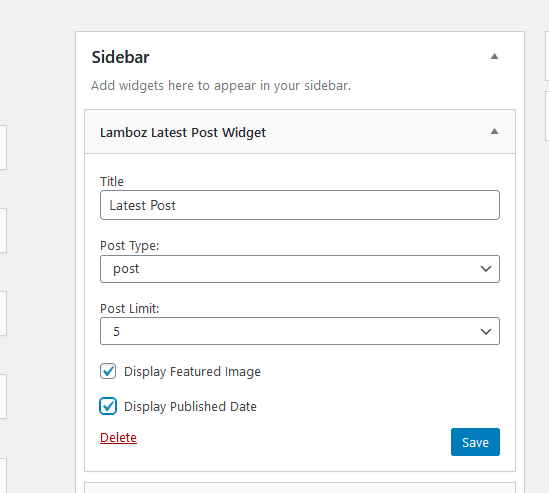 Sidebar
Add widgets here to appear in your sidebar.
Lamboz Latest Post Widget
Title
Latest Post
Post Type:
post
Post Limit:
5
Display Featured Image
Display Published Date
Delete Save